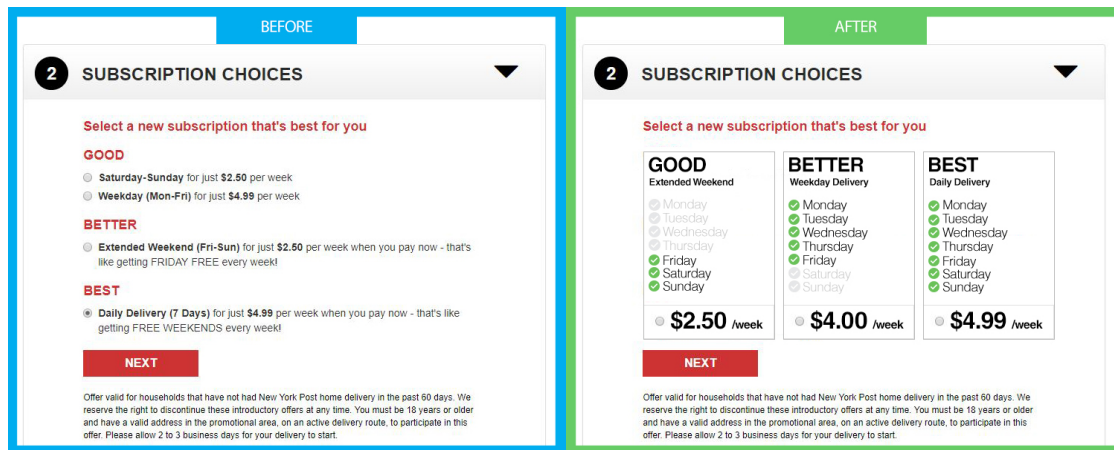 BEFORE
2
SUBSCRIPTION CHOICES
Select a new subscription that's best for you
GOOD
Saturday-Sunday for just $2.50 per week
Weekday (Mon-Fri) for just $4.99 per week
BETTER
Extended Weekend (Fri-Sun) for just $2.50 per week when you pay now - that's
like getting FRIDAY FREE every week!
BEST
Daily Delivery (7 Days) for just $4.99 per week when you pay now - that's like
getting FREE WEEKENDS every week!
NEXT
Offer valid for households that have not had New York Post home delivery in the past 60 days. We
reserve the right to discontinue these introductory offers at any time. You must be 18 years or older
and have a valid address in the promotional area, on an active delivery route, to participate in this
offer. Please allow 2 to 3 business days for your delivery to start.
AFTER
2
SUBSCRIPTION CHOICES
Select a new subscription that's best for you
GOOD
Extended Weekend
Monday
Tuesday
Wednesday
Thursday
Friday
Saturday
Sunday
$2.50 /week
BETTER
Weekday Delivery
Monday
Tuesday
Wednesday
Thursday
Friday
Saturday
Sunday
$4.00 /week
BEST
Daily Delivery
Monday
Tuesday
Wednesday
Thursday
Friday
Saturday
Sunday
$4.99 /week
NEXT
Offer valid for households that have not had New York Post home delivery in the past 60 days. We
reserve the right to discontinue these introductory offers at any time. You must be 18 years or older
and have a valid address in the promotional area, on an active delivery route, to participate in this
offer. Please allow 2 to 3 business days for your delivery to start.